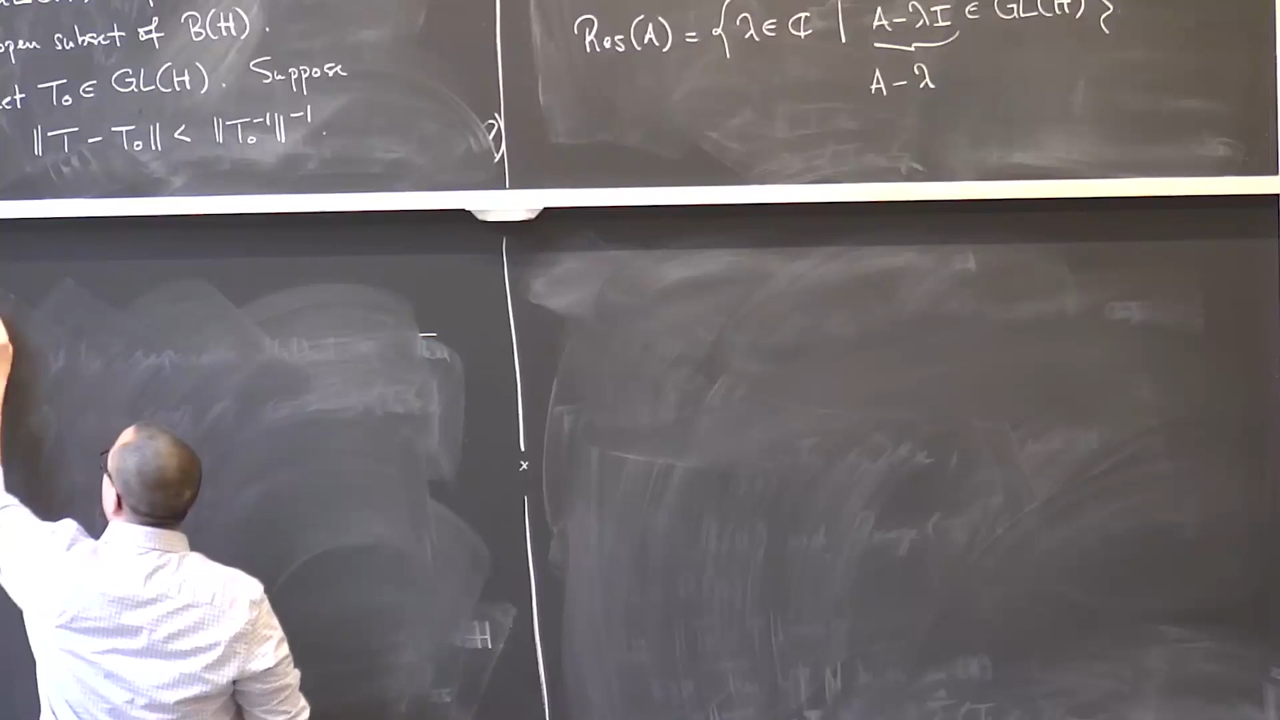 open subset of B(H).
et T₀ ∈ GL(H). Suppose
‖T - T₀‖ < ‖T₀⁻¹‖⁻¹.
Res(A) = { λ ∈ ℂ | A-λI ∈ GL(H) }
A-λ
x
H